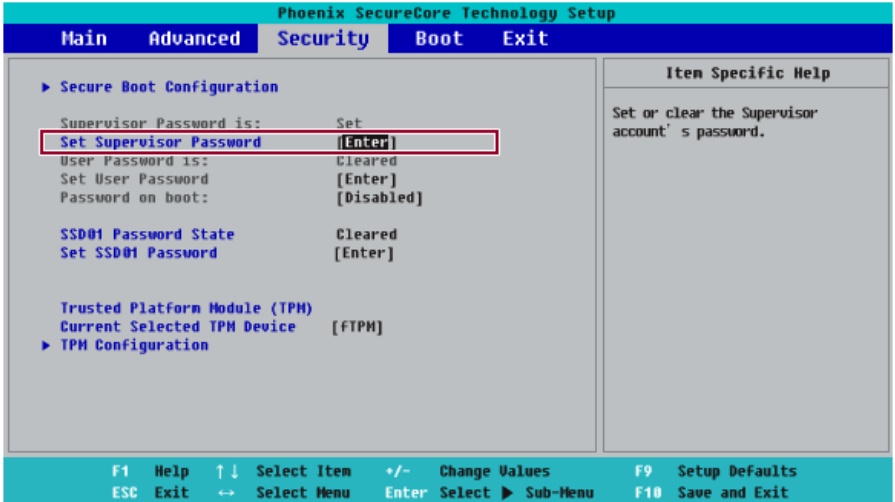 Phoenix SecureCore Technology Setup
Main Advanced Security Boot Exit
Item Specific Help
▶ Secure Boot Configuration
Set or clear the Supervisor
account's password.
Supervisor Password is: Set
Set Supervisor Password [Enter]
User Password is: Cleared
Set User Password [Enter]
Password on boot: [Disabled]
SSD01 Password State Cleared
Set SSD01 Password [Enter]
Trusted Platform Module (TPM)
Current Selected TPM Device [fTPM]
▶ TPM Configuration
F1 Help ↑↓ Select Item +/- Change Values F9 Setup Defaults
ESC Exit ↔ Select Menu Enter Select ▶ Sub-Menu F10 Save and Exit